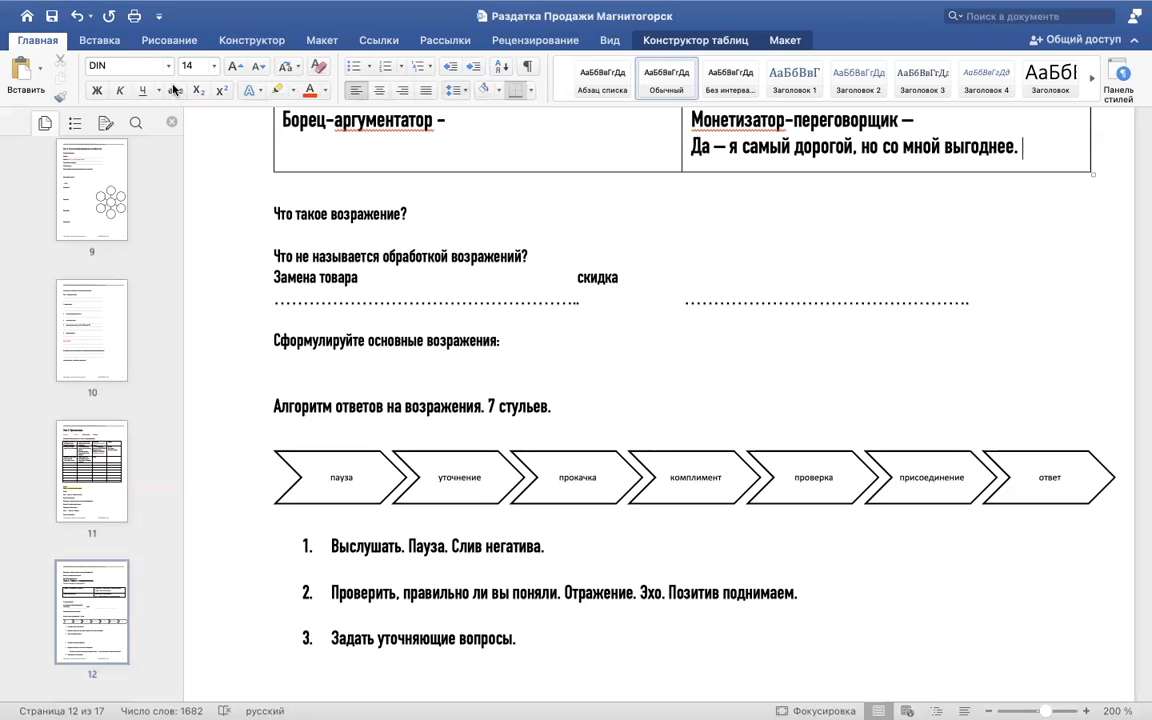 Раздатка Продажи Магнитогорск
Поиск в документе
Главная Вставка Рисование Конструктор Макет Ссылки Рассылки Рецензирование Вид Конструктор таблиц Макет Общий доступ
Вставить
DIN 14
Ж К Ч abc X₂ X² А А
АаБбВвГгДд АаБбВвГгДд АаБбВвГгДд АаБбВвГ АаБбВвГгДд АаБбВвГгДд АаБбВвГгДд АаБбІ
Абзац списка Обычный Без интерва... Заголовок 1 Заголовок 2 Заголовок 3 Заголовок 4 Заголовок
Панель стилей
9
10
11
12
Борец-аргументатор -
Монетизатор-переговорщик –
Да – я самый дорогой, но со мной выгоднее.
Что такое возражение?
Что не называется обработкой возражений?
Замена товара скидка
Сформулируйте основные возражения:
Алгоритм ответов на возражения. 7 стульев.
пауза уточнение прокачка комплимент проверка присоединение ответ
1. Выслушать. Пауза. Слив негатива.
2. Проверить, правильно ли вы поняли. Отражение. Эхо. Позитив поднимаем.
3. Задать уточняющие вопросы.
Страница 12 из 17 Число слов: 1682 русский Фокусировка 200 %